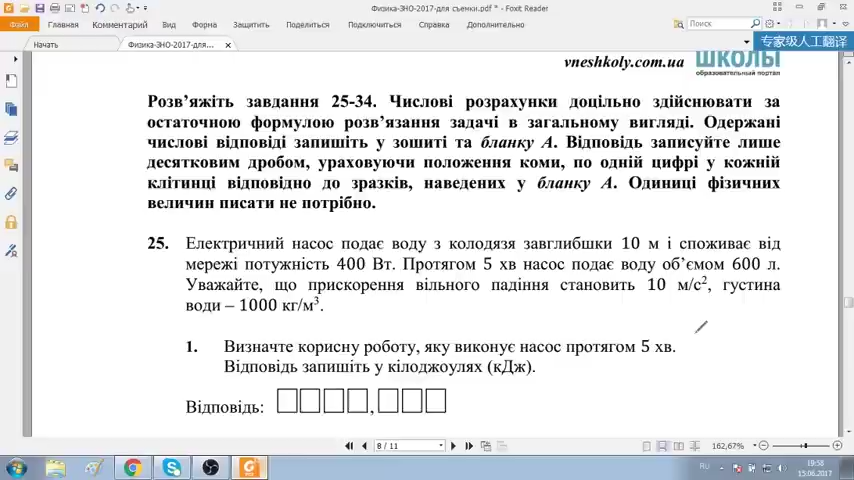 Физика-ЗНО-2017-для съемки.pdf * - Foxit Reader
Файл Главная Комментарий Вид Форма Защитить Поделиться Подключиться Справка Дополнительно
Поиск
Начать Физика-ЗНО-2017-для...
专家级人工翻译
vneshkoly.com.ua
ШКОЛЫ
образовательный портал
Розв’яжіть завдання 25-34. Числові розрахунки доцільно здійснювати за
остаточною формулою розв’язання задачі в загальному вигляді. Одержані
числові відповіді запишіть у зошиті та бланку А. Відповідь записуйте лише
десятковим дробом, ураховуючи положення коми, по одній цифрі у кожній
клітинці відповідно до зразків, наведених у бланку А. Одиниці фізичних
величин писати не потрібно.
25. Електричний насос подає воду з колодязя завглибшки 10 м і споживає від
мережі потужність 400 Вт. Протягом 5 хв насос подає воду об’ємом 600 л.
Уважайте, що прискорення вільного падіння становить 10 м/с², густина
води – 1000 кг/м³.
1. Визначте корисну роботу, яку виконує насос протягом 5 хв.
Відповідь запишіть у кілоджоулях (кДж).
Відповідь: ,
8 / 11
162,67%
RU
19:58
15.06.2017